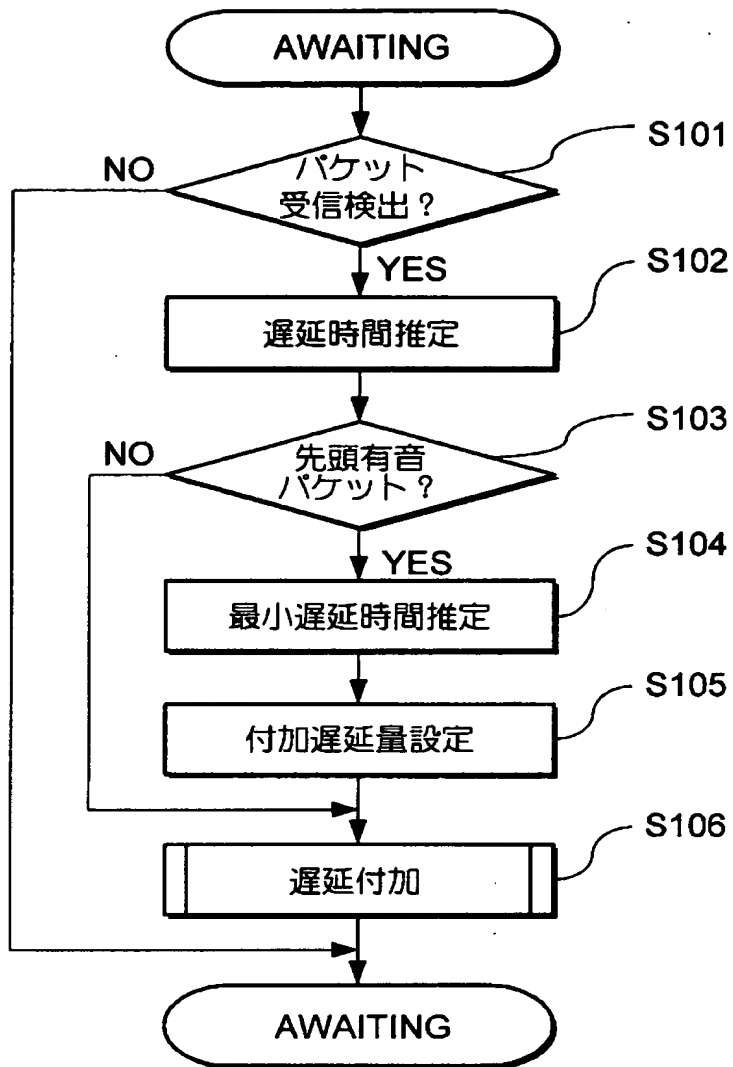 AWAITING
S101
NO
パケット
受信検出？
YES
S102
遅延時間推定
S103
NO
先頭有音
パケット？
YES
S104
最小遅延時間推定
S105
付加遅延量設定
S106
遅延付加
AWAITING